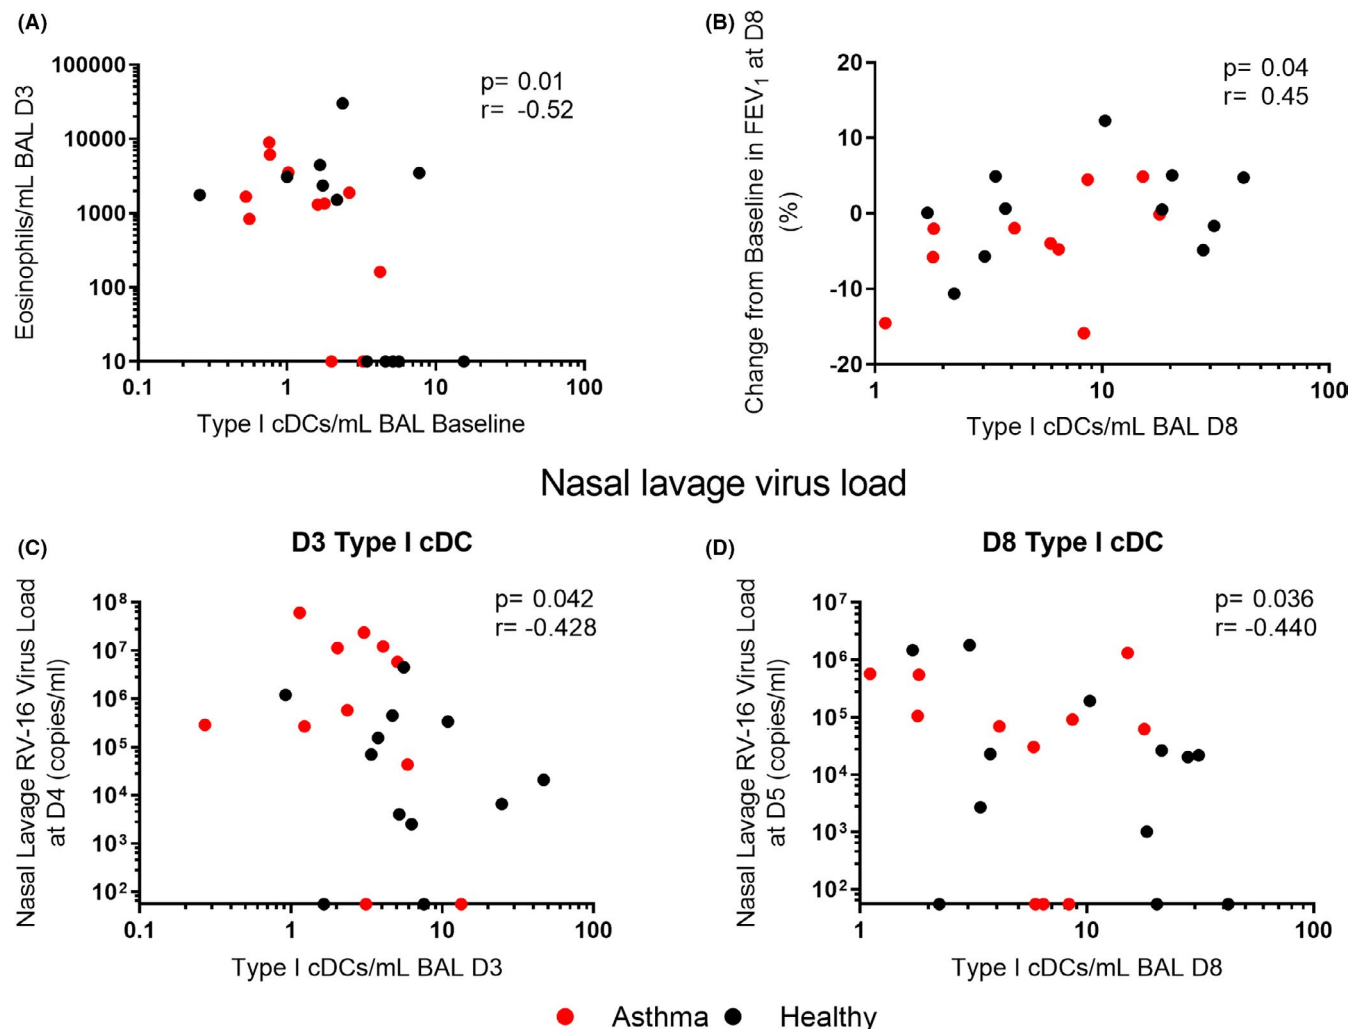 (A)
Eosinophils/mL BAL D3
100000
10000
1000
100
10
p= 0.01
r= -0.52
0.1 1 10 100
Type I cDCs/mL BAL Baseline
(B)
Change from Baseline in FEV1 at D8
(%)
20
10
0
-10
-20
p= 0.04
r= 0.45
1 10 100
Type I cDCs/mL BAL D8
Nasal lavage virus load
(C)
D3 Type I cDC
Nasal Lavage RV-16 Virus Load
at D4 (copies/ml)
10⁸
10⁷
10⁶
10⁵
10⁴
10³
10²
p= 0.042
r= -0.428
0.1 1 10 100
Type I cDCs/mL BAL D3
(D)
D8 Type I cDC
Nasal Lavage RV-16 Virus Load
at D5 (copies/ml)
10⁷
10⁶
10⁵
10⁴
10³
10²
p= 0.036
r= -0.440
1 10 100
Type I cDCs/mL BAL D8
Asthma Healthy